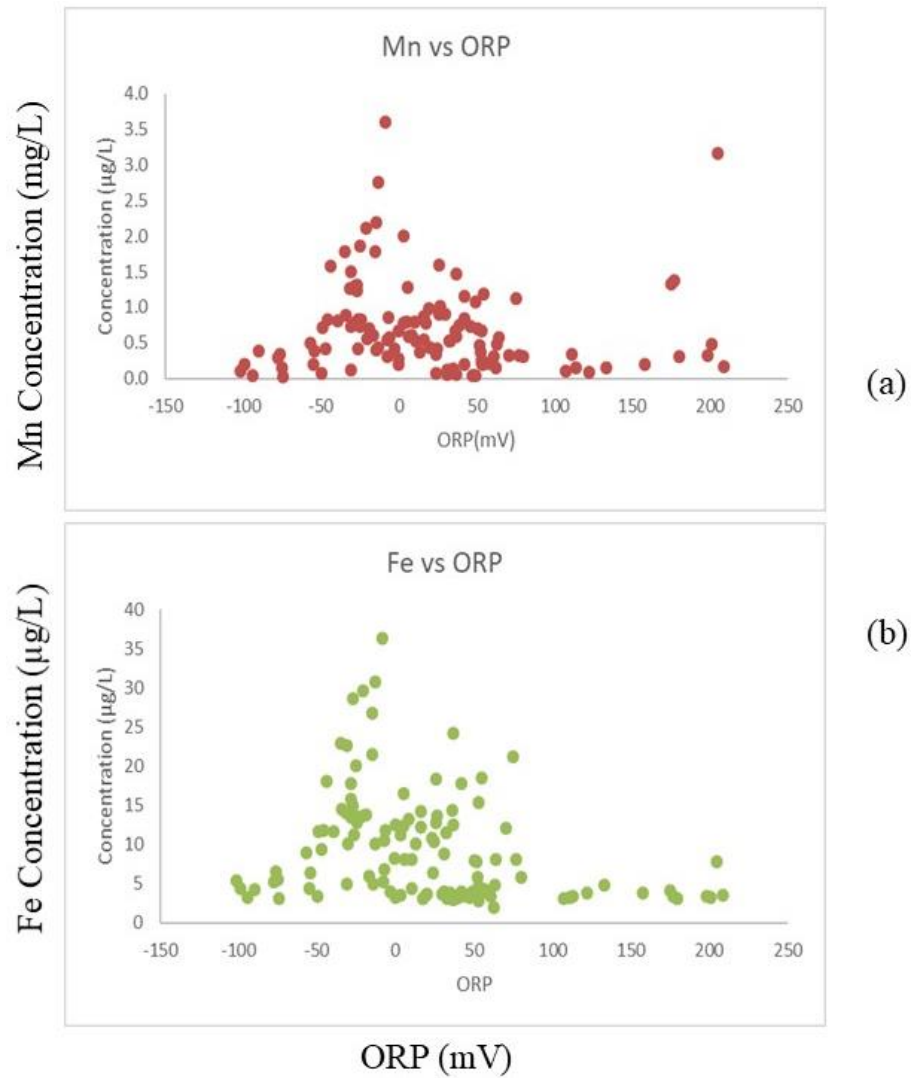 Mn vs ORP
Mn Concentration (mg/L)
Concentration (µg/L)
4.0
3.5
3.0
2.5
2.0
1.5
1.0
0.5
0.0
-150 -100 -50 0 50 100 150 200 250
ORP(mV)
(a)
Fe vs ORP
Fe Concentration (µg/L)
Concentration (µg/L)
40
35
30
25
20
15
10
5
0
-150 -100 -50 0 50 100 150 200 250
ORP
(b)
ORP (mV)